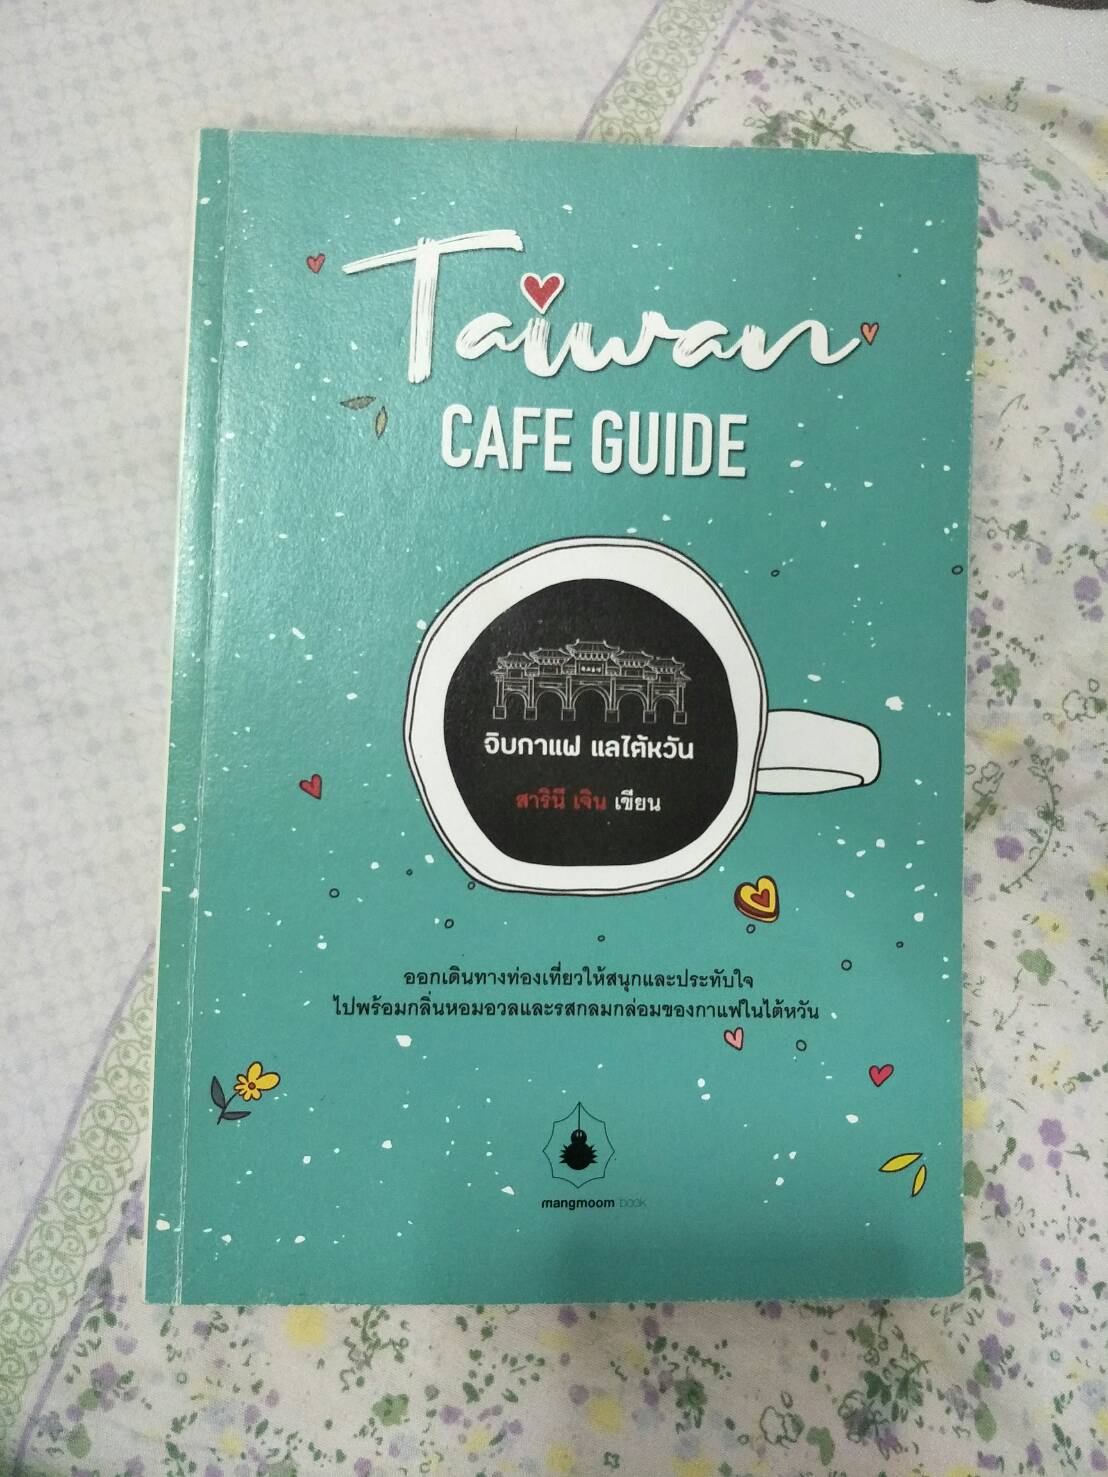 Taiwan
CAFE GUIDE
จิบกาแฟ แลไต้หวัน
สารินี เจิน เขียน
ออกเดินทางท่องเที่ยวให้สนุกและประทับใจ
ไปพร้อมกลิ่นหอมอวลและรสกลมกล่อมของกาแฟในไต้หวัน
mangmoom book